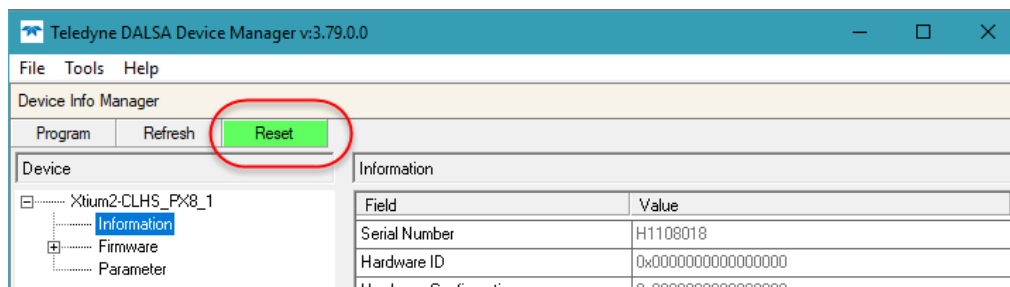 Teledyne DALSA Device Manager v:3.79.0.0
File Tools Help
Device Info Manager
Program Refresh Reset
Device Information
Xtium2-CLHS_PX8_1
Information
Firmware
Parameter
Field Value
Serial Number H1108018
Hardware ID 0x0000000000000000